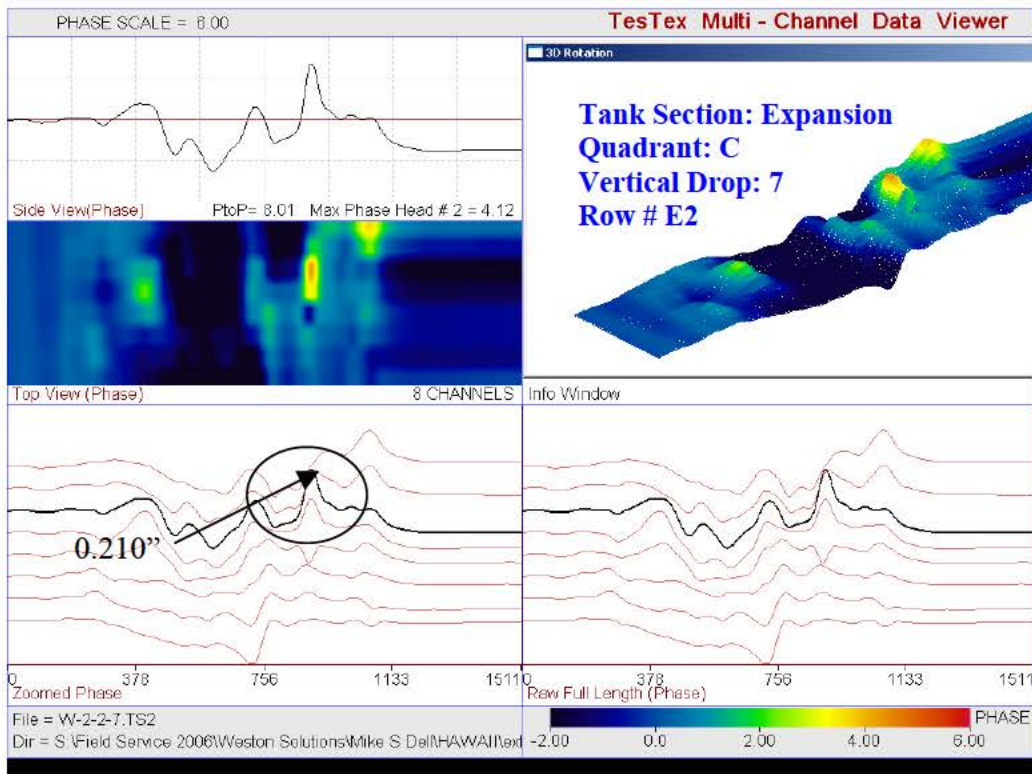 PHASE SCALE = 6.00
TesTex Multi - Channel Data Viewer
3D Rotation
Tank Section: Expansion
Quadrant: C
Vertical Drop: 7
Row # E2
Side View(Phase) PtoP= 6.01 Max Phase Head # 2 = 4.12
Top View (Phase) 8 CHANNELS
Info Window
0.210”
0 378 756 1133 1511
Zoomed Phase
0 378 756 1133 1511
Raw Full Length (Phase)
File = W-2-2-7.TS2
Dir = S:\Field Service 2006\Weston Solutions\Mike S Dell\HAWAII\ext
PHASE
-2.00 0.0 2.00 4.00 6.00